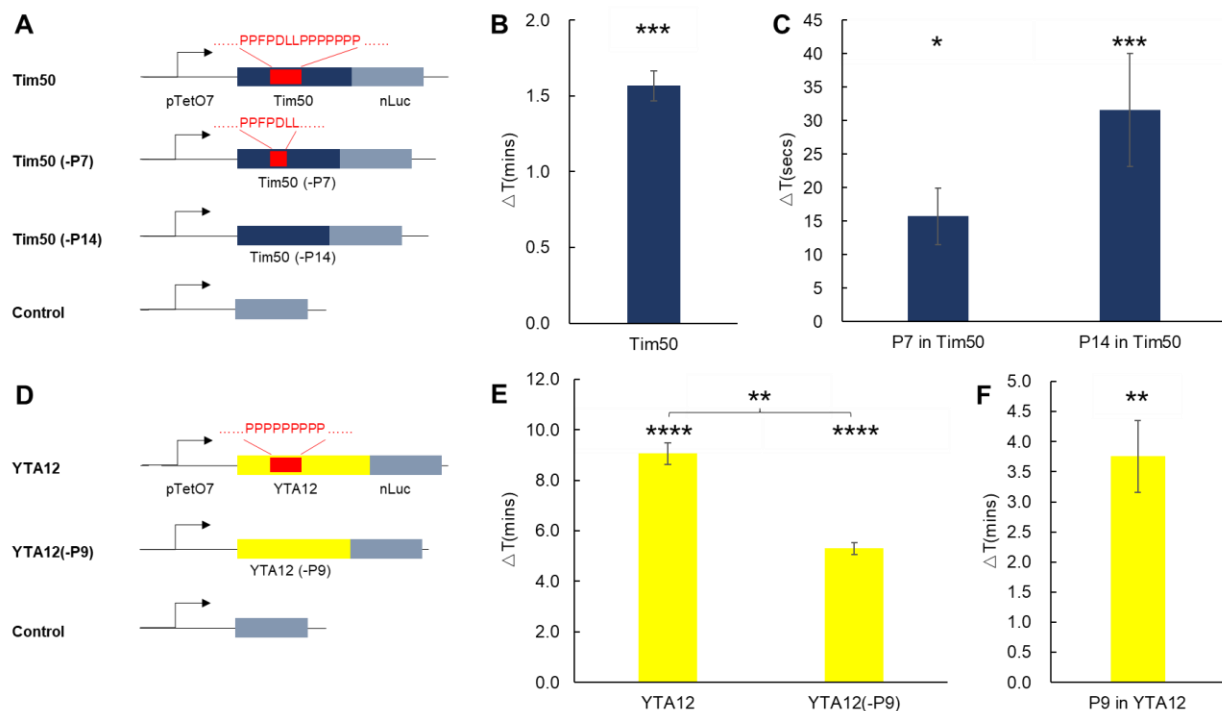 A
......PPFPDLLPPPPPPP ......
Tim50
pTetO7
Tim50
nLuc
......PPFPDLL......
Tim50 (-P7)
Tim50 (-P7)
Tim50 (-P14)
Tim50 (-P14)
Control
B
***
2.0
1.5
1.0
0.5
0.0
△T(mins)
Tim50
C
*
***
45
40
35
30
25
20
15
10
5
0
△T(secs)
P7 in Tim50
P14 in Tim50
D
......PPPPPPPPP ......
YTA12
pTetO7
YTA12
nLuc
YTA12(-P9)
YTA12 (-P9)
Control
E
**
****
****
12.0
10.0
8.0
6.0
4.0
2.0
0.0
△T(mins)
YTA12
YTA12(-P9)
F
**
5.0
4.5
4.0
3.5
3.0
2.5
2.0
1.5
1.0
0.5
0.0
△T(mins)
P9 in YTA12